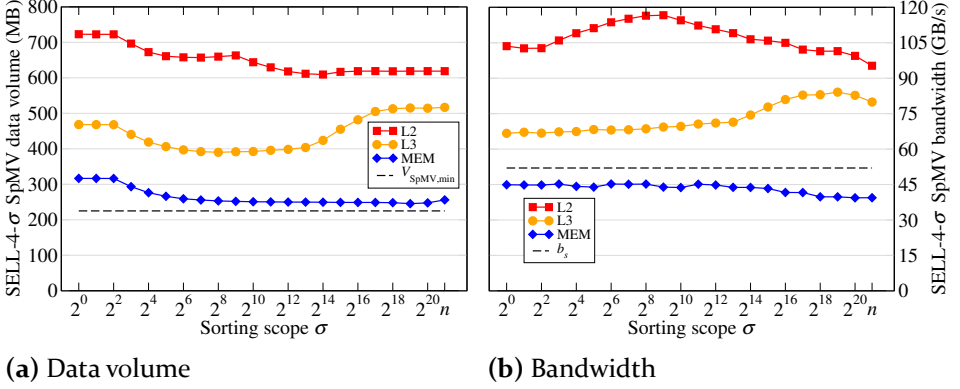 SELL-4-σ SpMV data volume (MB)
800
700
600
500
400
300
200
100
0
L2
L3
MEM
V_SpMV,min
2^0 2^2 2^4 2^6 2^8 2^10 2^12 2^14 2^16 2^18 2^20 n
Sorting scope σ
(a) Data volume
L2
L3
MEM
b_s
2^0 2^2 2^4 2^6 2^8 2^10 2^12 2^14 2^16 2^18 2^20 n
Sorting scope σ
120
105
90
75
60
45
30
15
0
SELL-4-σ SpMV bandwidth (GB/s)
(b) Bandwidth